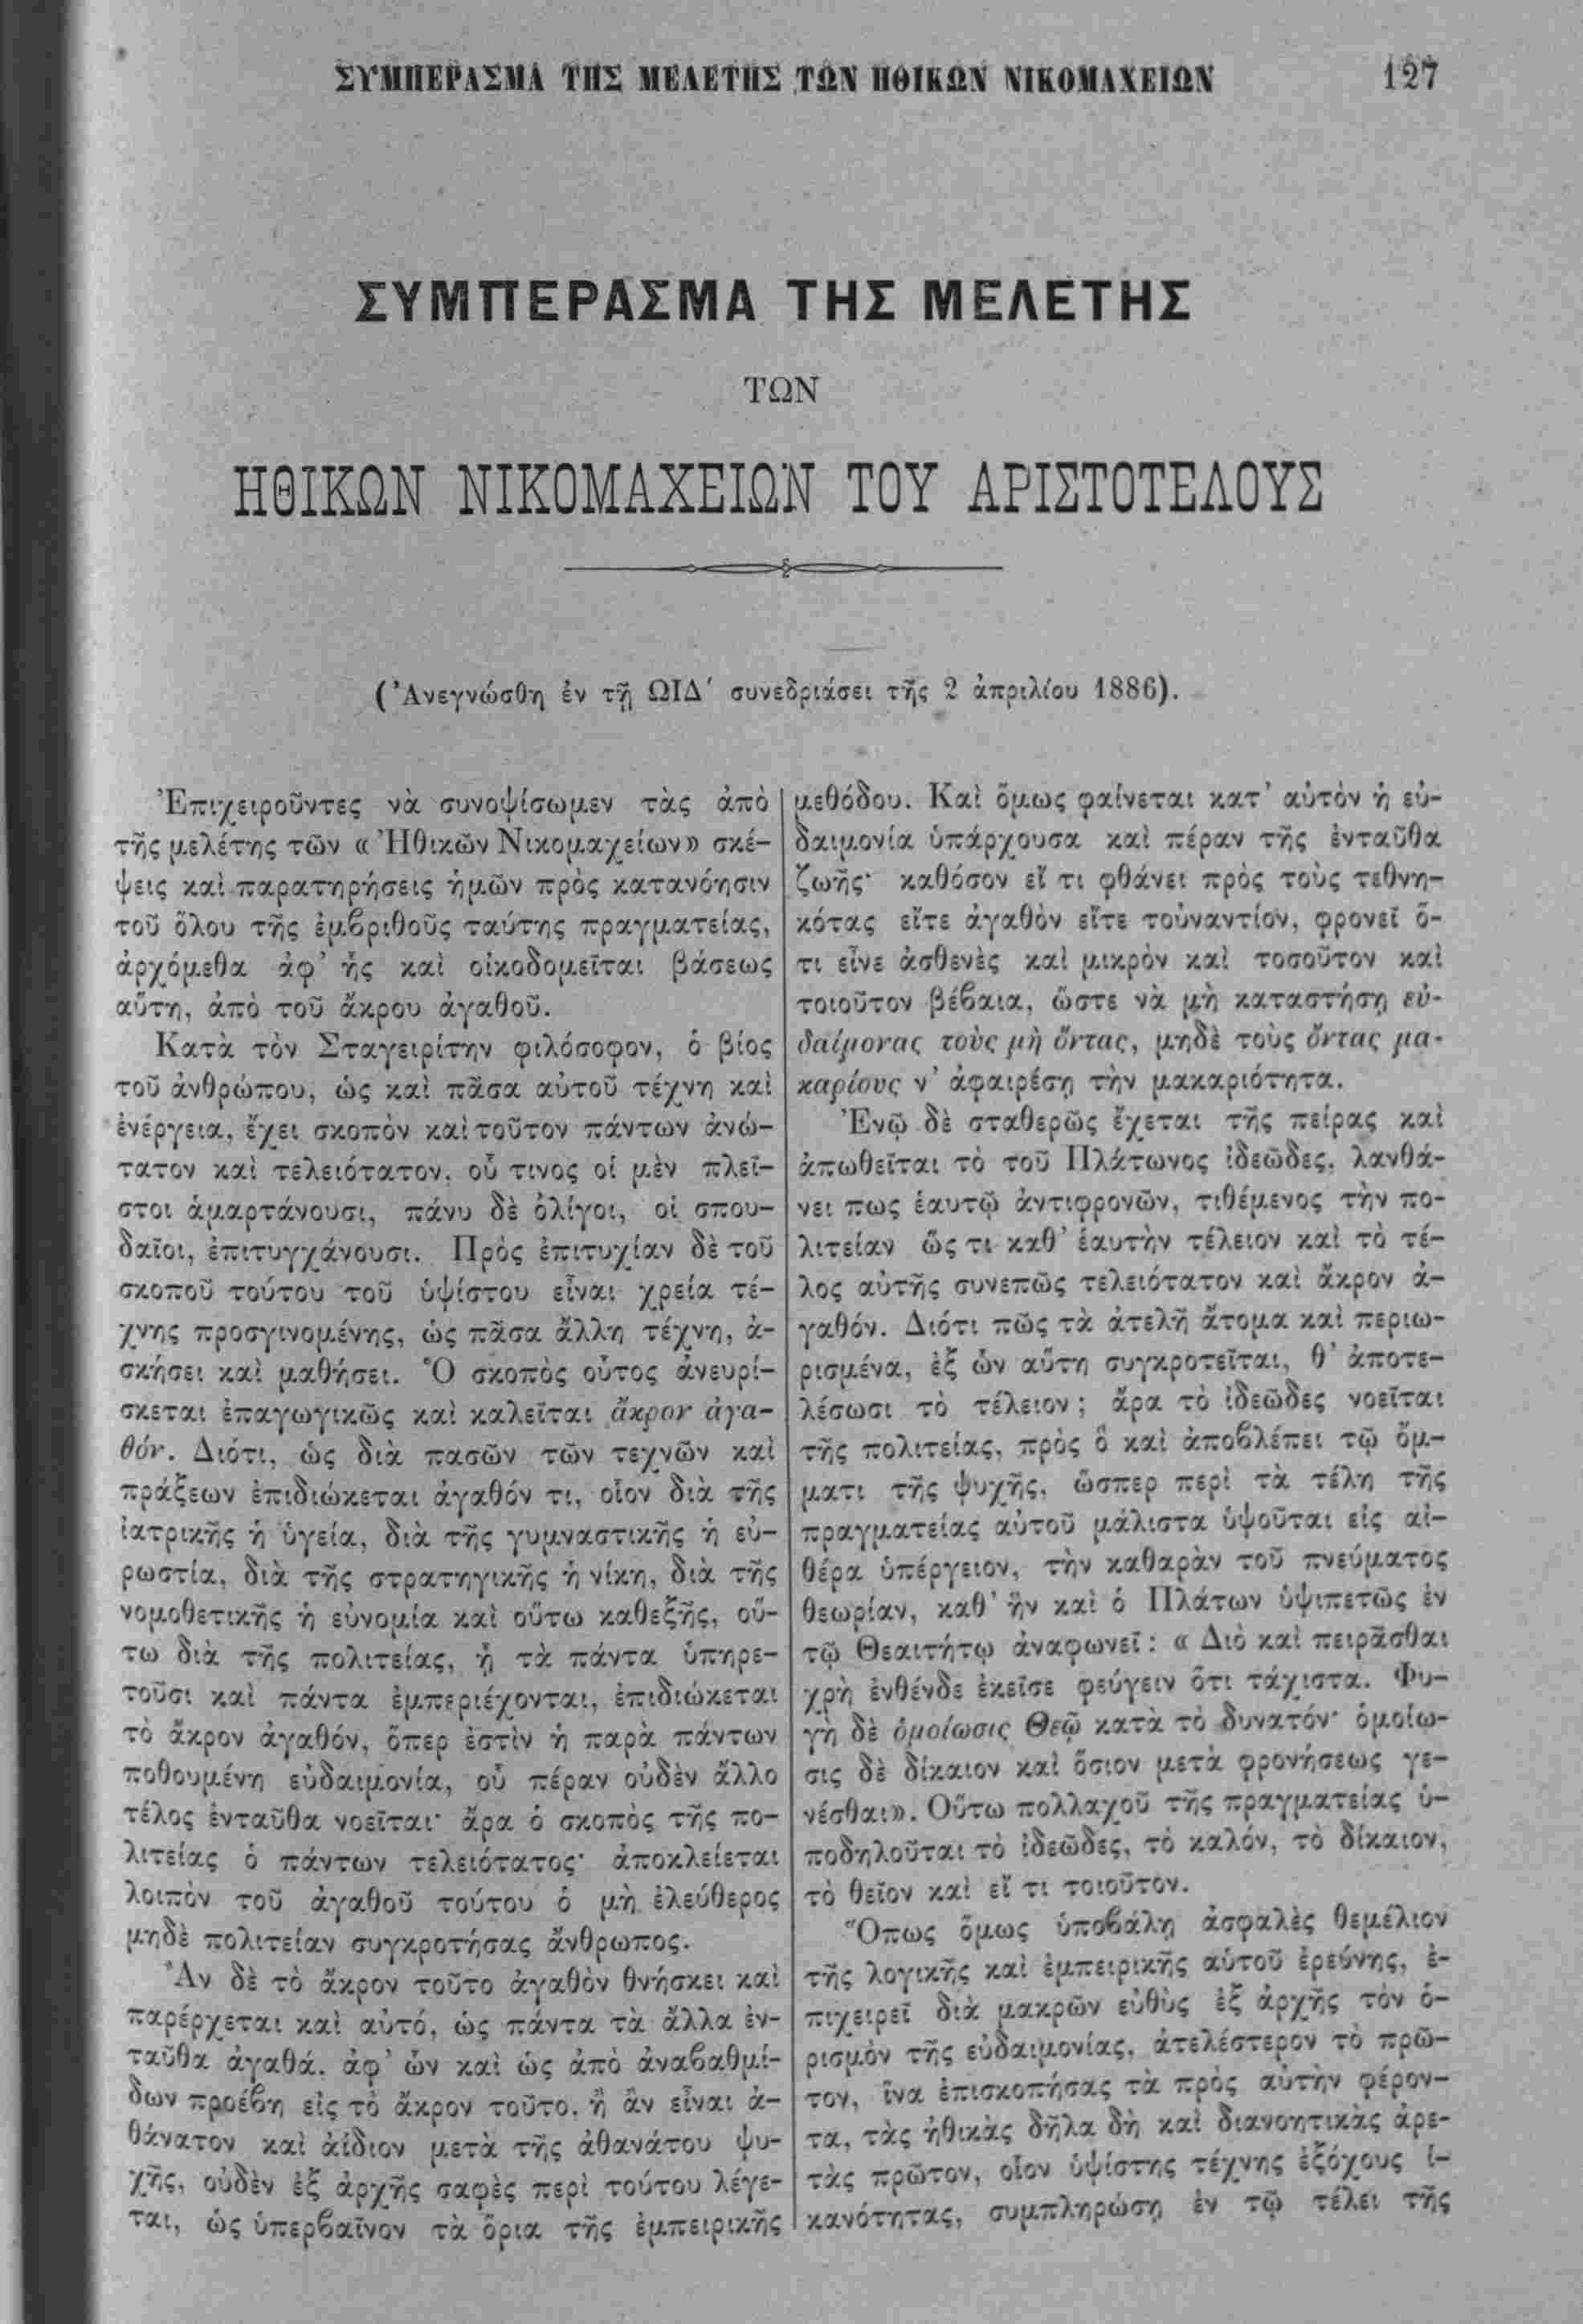 ΣΥΜΠΕΡΑΣΜΑ ΤΗΣ ΜΕΛΕΤΗΣ ΤΩΝ ΗΘΙΚΩΝ ΝΙΚΟΜΑΧΕΙΩΝ 127
ΣΥΜΠΕΡΑΣΜΑ ΤΗΣ ΜΕΛΕΤΗΣ
ΤΩΝ
ΗΘΙΚΩΝ ΝΙΚΟΜΑΧΕΙΩΝ ΤΟΥ ΑΡΙΣΤΟΤΕΛΟΥΣ
(Ἀνεγνώσθη ἐν τῇ ΩΙΔ΄ συνεδριάσει τῆς 2 ἀπριλίου 1886).
Ἐπιχειροῦντες νὰ συνοψίσωμεν τὰς ἀπὸ
τῆς μελέτης τῶν «Ἠθικῶν Νικομαχείων» σκέ-
ψεις καὶ παρατηρήσεις ἡμῶν πρὸς κατανόησιν
τοῦ ὅλου τῆς ἐμβριθοῦς ταύτης πραγματείας,
ἀρχόμεθα ἀφ’ ἧς καὶ οἰκοδομεῖται βάσεως
αὕτη, ἀπὸ τοῦ ἄκρου ἀγαθοῦ.
Κατὰ τὸν Σταγειρίτην φιλόσοφον, ὁ βίος
τοῦ ἀνθρώπου, ὡς καὶ πᾶσα αὐτοῦ τέχνη καὶ
ἐνέργεια, ἔχει σκοπὸν καὶ τοῦτον πάντων ἀνώ-
τατον καὶ τελειότατον, οὗ τινος οἱ μὲν πλεῖ-
στοι ἁμαρτάνουσι, πάνυ δὲ ὀλίγοι, οἱ σπου-
δαῖοι, ἐπιτυγχάνουσι. Πρὸς ἐπιτυχίαν δὲ τοῦ
σκοποῦ τούτου τοῦ ὑψίστου εἶναι χρεία τέ-
χνης προσγινομένης, ὡς πᾶσα ἄλλη τέχνη, ἀ-
σκήσει καὶ μαθήσει. Ὁ σκοπὸς οὗτος ἀνευρί-
σκεται ἐπαγωγικῶς καὶ καλεῖται ἄκρον ἀγα-
θόν. Διότι, ὡς διὰ πασῶν τῶν τεχνῶν καὶ
πράξεων ἐπιδιώκεται ἀγαθόν τι, οἷον διὰ τῆς
ἰατρικῆς ἡ ὑγεία, διὰ τῆς γυμναστικῆς ἡ εὐ-
ρωστία, διὰ τῆς στρατηγικῆς ἡ νίκη, διὰ τῆς
νομοθετικῆς ἡ εὐνομία καὶ οὕτω καθεξῆς, οὕ-
τω διὰ τῆς πολιτείας, ᾗ τὰ πάντα ὑπηρε-
τοῦσι καὶ πάντα ἐμπεριέχονται, ἐπιδιώκεται
τὸ ἄκρον ἀγαθόν, ὅπερ ἐστὶν ἡ παρὰ πάντων
ποθουμένη εὐδαιμονία, οὗ πέραν οὐδὲν ἄλλο
τέλος ἐνταῦθα νοεῖται· ἄρα ὁ σκοπὸς τῆς πο-
λιτείας ὁ πάντων τελειότατος· ἀποκλείεται
λοιπὸν τοῦ ἀγαθοῦ τούτου ὁ μὴ ἐλεύθερος
μηδὲ πολιτείαν συγκροτήσας ἄνθρωπος.
Ἂν δὲ τὸ ἄκρον τοῦτο ἀγαθὸν θνήσκει καὶ
παρέρχεται καὶ αὐτό, ὡς πάντα τὰ ἄλλα ἐν-
ταῦθα ἀγαθά, ἀφ’ ὧν καὶ ὡς ἀπὸ ἀναβαθμί-
δων προέβη εἰς τὸ ἄκρον τοῦτο, ἢ ἂν εἶναι ἀ-
θάνατον καὶ ἀΐδιον μετὰ τῆς ἀθανάτου ψυ-
χῆς, οὐδὲν ἐξ ἀρχῆς σαφὲς περὶ τούτου λέγε-
ται, ὡς ὑπερβαῖνον τὰ ὅρια τῆς ἐμπειρικῆς
μεθόδου. Καὶ ὅμως φαίνεται κατ’ αὐτὸν ἡ εὐ-
δαιμονία ὑπάρχουσα καὶ πέραν τῆς ἐνταῦθα
ζωῆς· καθόσον εἴ τι φθάνει πρὸς τοὺς τεθνη-
κότας εἴτε ἀγαθὸν εἴτε τοὐναντίον, φρονεῖ ὅ-
τι εἶνε ἀσθενὲς καὶ μικρὸν καὶ τοσοῦτον καὶ
τοιοῦτον βέβαια, ὥστε νὰ μὴ καταστήσῃ εὐ-
δαίμονας τοὺς μὴ ὄντας, μηδὲ τοὺς ὄντας μα-
καρίους ν’ ἀφαιρέσῃ τὴν μακαριότητα.
Ἐνῷ δὲ σταθερῶς ἔχεται τῆς πείρας καὶ
ἀπωθεῖται τὸ τοῦ Πλάτωνος ἰδεῶδες, λανθά-
νει πως ἑαυτῷ ἀντιφρονῶν, τιθέμενος τὴν πο-
λιτείαν ὥς τι καθ’ ἑαυτὴν τέλειον καὶ τὸ τέ-
λος αὐτῆς συνεπῶς τελειότατον καὶ ἄκρον ἀ-
γαθόν. Διότι πῶς τὰ ἀτελῆ ἄτομα καὶ περιω-
ρισμένα, ἐξ ὧν αὕτη συγκροτεῖται, θ’ ἀποτε-
λέσωσι τὸ τέλειον; ἄρα τὸ ἰδεῶδες νοεῖται
τῆς πολιτείας, πρὸς ὃ καὶ ἀποβλέπει τῷ ὄμ-
ματι τῆς ψυχῆς, ὥσπερ περὶ τὰ τέλη τῆς
πραγματείας αὐτοῦ μάλιστα ὑψοῦται εἰς αἰ-
θέρα ὑπέργειον, τὴν καθαρὰν τοῦ πνεύματος
θεωρίαν, καθ’ ἣν καὶ ὁ Πλάτων ὑψιπετῶς ἐν
τῷ Θεαιτήτῳ ἀναφωνεῖ: « Διὸ καὶ πειρᾶσθαι
χρὴ ἐνθένδε ἐκεῖσε φεύγειν ὅτι τάχιστα. Φυ-
γὴ δὲ ὁμοίωσις Θεῷ κατὰ τὸ δυνατόν· ὁμοίω-
σις δὲ δίκαιον καὶ ὅσιον μετὰ φρονήσεως γε-
νέσθαι». Οὕτω πολλαχοῦ τῆς πραγματείας ὑ-
ποδηλοῦται τὸ ἰδεῶδες, τὸ καλόν, τὸ δίκαιον,
τὸ θεῖον καὶ εἴ τι τοιοῦτον.
Ὅπως ὅμως ὑποβάλῃ ἀσφαλὲς θεμέλιον
τῆς λογικῆς καὶ ἐμπειρικῆς αὐτοῦ ἐρεύνης, ἐ-
πιχειρεῖ διὰ μακρῶν εὐθὺς ἐξ ἀρχῆς τὸν ὁ-
ρισμὸν τῆς εὐδαιμονίας, ἀτελέστερον τὸ πρῶ-
τον, ἵνα ἐπισκοπήσας τὰ πρὸς αὐτὴν φέρον-
τα, τὰς ἠθικὰς δῆλα δὴ καὶ διανοητικὰς ἀρε-
τὰς πρῶτον, οἷον ὑψίστης τέχνης ἐξόχους ἱ-
κανότητας, συμπληρώσῃ ἐν τῷ τέλει τῆς